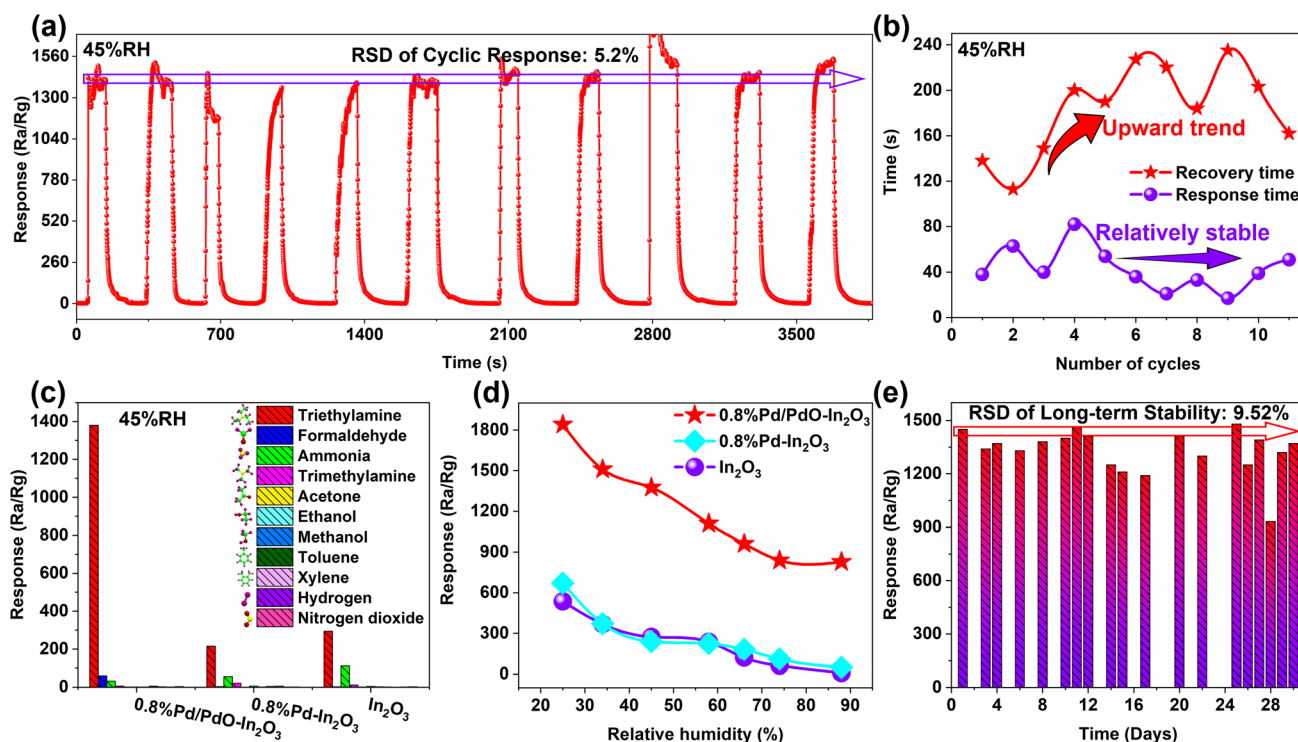 (a)
45%RH
RSD of Cyclic Response: 5.2%
Response (Ra/Rg)
1560
1300
1040
780
520
260
0
0
700
1400
2100
2800
3500
Time (s)
(b)
45%RH
Time (s)
240
200
160
120
80
40
0
Upward trend
Recovery time
Response time
Relatively stable
0
2
4
6
8
10
Number of cycles
(c)
45%RH
Response (Ra/Rg)
1400
1200
1000
800
600
400
200
100
50
0
Triethylamine
Formaldehyde
Ammonia
Trimethylamine
Acetone
Ethanol
Methanol
Toluene
Xylene
Hydrogen
Nitrogen dioxide
0.8%Pd/PdO-In₂O₃
0.8%Pd-In₂O₃
In₂O₃
(d)
Response (Ra/Rg)
1800
1500
1200
900
600
300
0
0.8%Pd/PdO-In₂O₃
0.8%Pd-In₂O₃
In₂O₃
20
30
40
50
60
70
80
90
Relative humidity (%)
(e)
RSD of Long-term Stability: 9.52%
Response (Ra/Rg)
1500
1200
900
600
300
0
0
4
8
12
16
20
24
28
Time (Days)